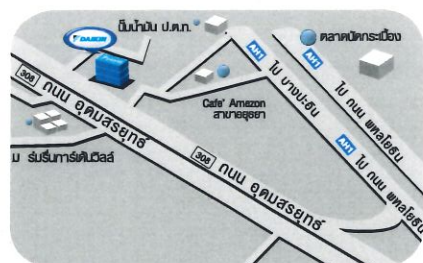 ปั๊มน้ำมัน ป.ต.ท.
DAIKIN
AH1
ตลาดนัดกระเบื้อง
308 ถนน อุดมสรยุทธ์
AH1 ไป บางปะอิน
AH1 ไป ถนน พหลโยธิน
Cafe' Amazon
สาขาอยุธยา
ม ร่มรื่นการ์เด้นวิลล์
308 ถนน อุดมสรยุทธ์
AH1 ไป ถนน พหลโยธิน